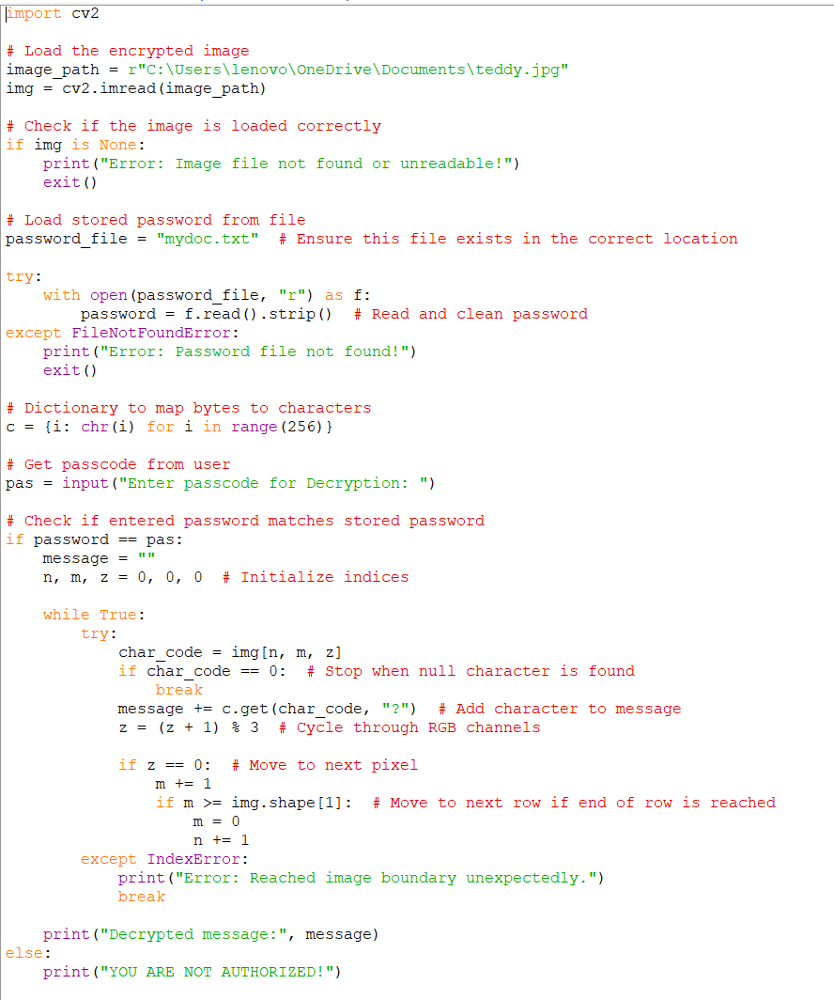 import cv2
# Load the encrypted image
image_path = r"C:\Users\lenovo\OneDrive\Documents\teddy.jpg"
img = cv2.imread(image_path)
# Check if the image is loaded correctly
if img is None:
    print("Error: Image file not found or unreadable!")
    exit()
# Load stored password from file
password_file = "mydoc.txt"  # Ensure this file exists in the correct location
try:
    with open(password_file, "r") as f:
        password = f.read().strip()  # Read and clean password
except FileNotFoundError:
    print("Error: Password file not found!")
    exit()
# Dictionary to map bytes to characters
c = {i: chr(i) for i in range(256)}
# Get passcode from user
pas = input("Enter passcode for Decryption: ")
# Check if entered password matches stored password
if password == pas:
    message = ""
    n, m, z = 0, 0, 0  # Initialize indices
    while True:
        try:
            char_code = img[n, m, z]
            if char_code == 0:  # Stop when null character is found
                break
            message += c.get(char_code, "?")  # Add character to message
            z = (z + 1) % 3  # Cycle through RGB channels
            if z == 0:  # Move to next pixel
                m += 1
                if m >= img.shape[1]:  # Move to next row if end of row is reached
                    m = 0
                    n += 1
        except IndexError:
            print("Error: Reached image boundary unexpectedly.")
            break
    print("Decrypted message:", message)
else:
    print("YOU ARE NOT AUTHORIZED!")